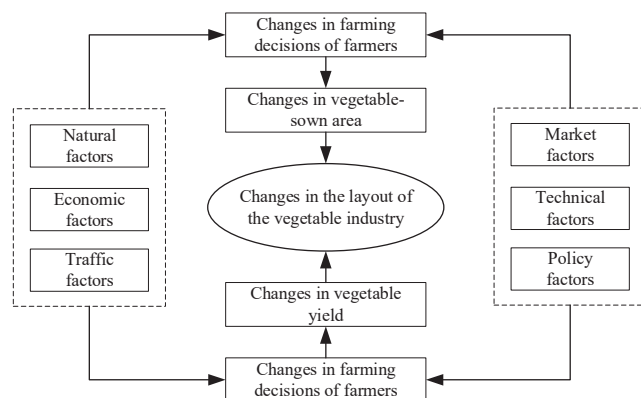 Changes in farming
decisions of farmers
Changes in vegetable-
sown area
Natural
factors
Economic
factors
Traffic
factors
Changes in the layout of
the vegetable industry
Market
factors
Technical
factors
Policy
factors
Changes in vegetable
yield
Changes in farming
decisions of farmers